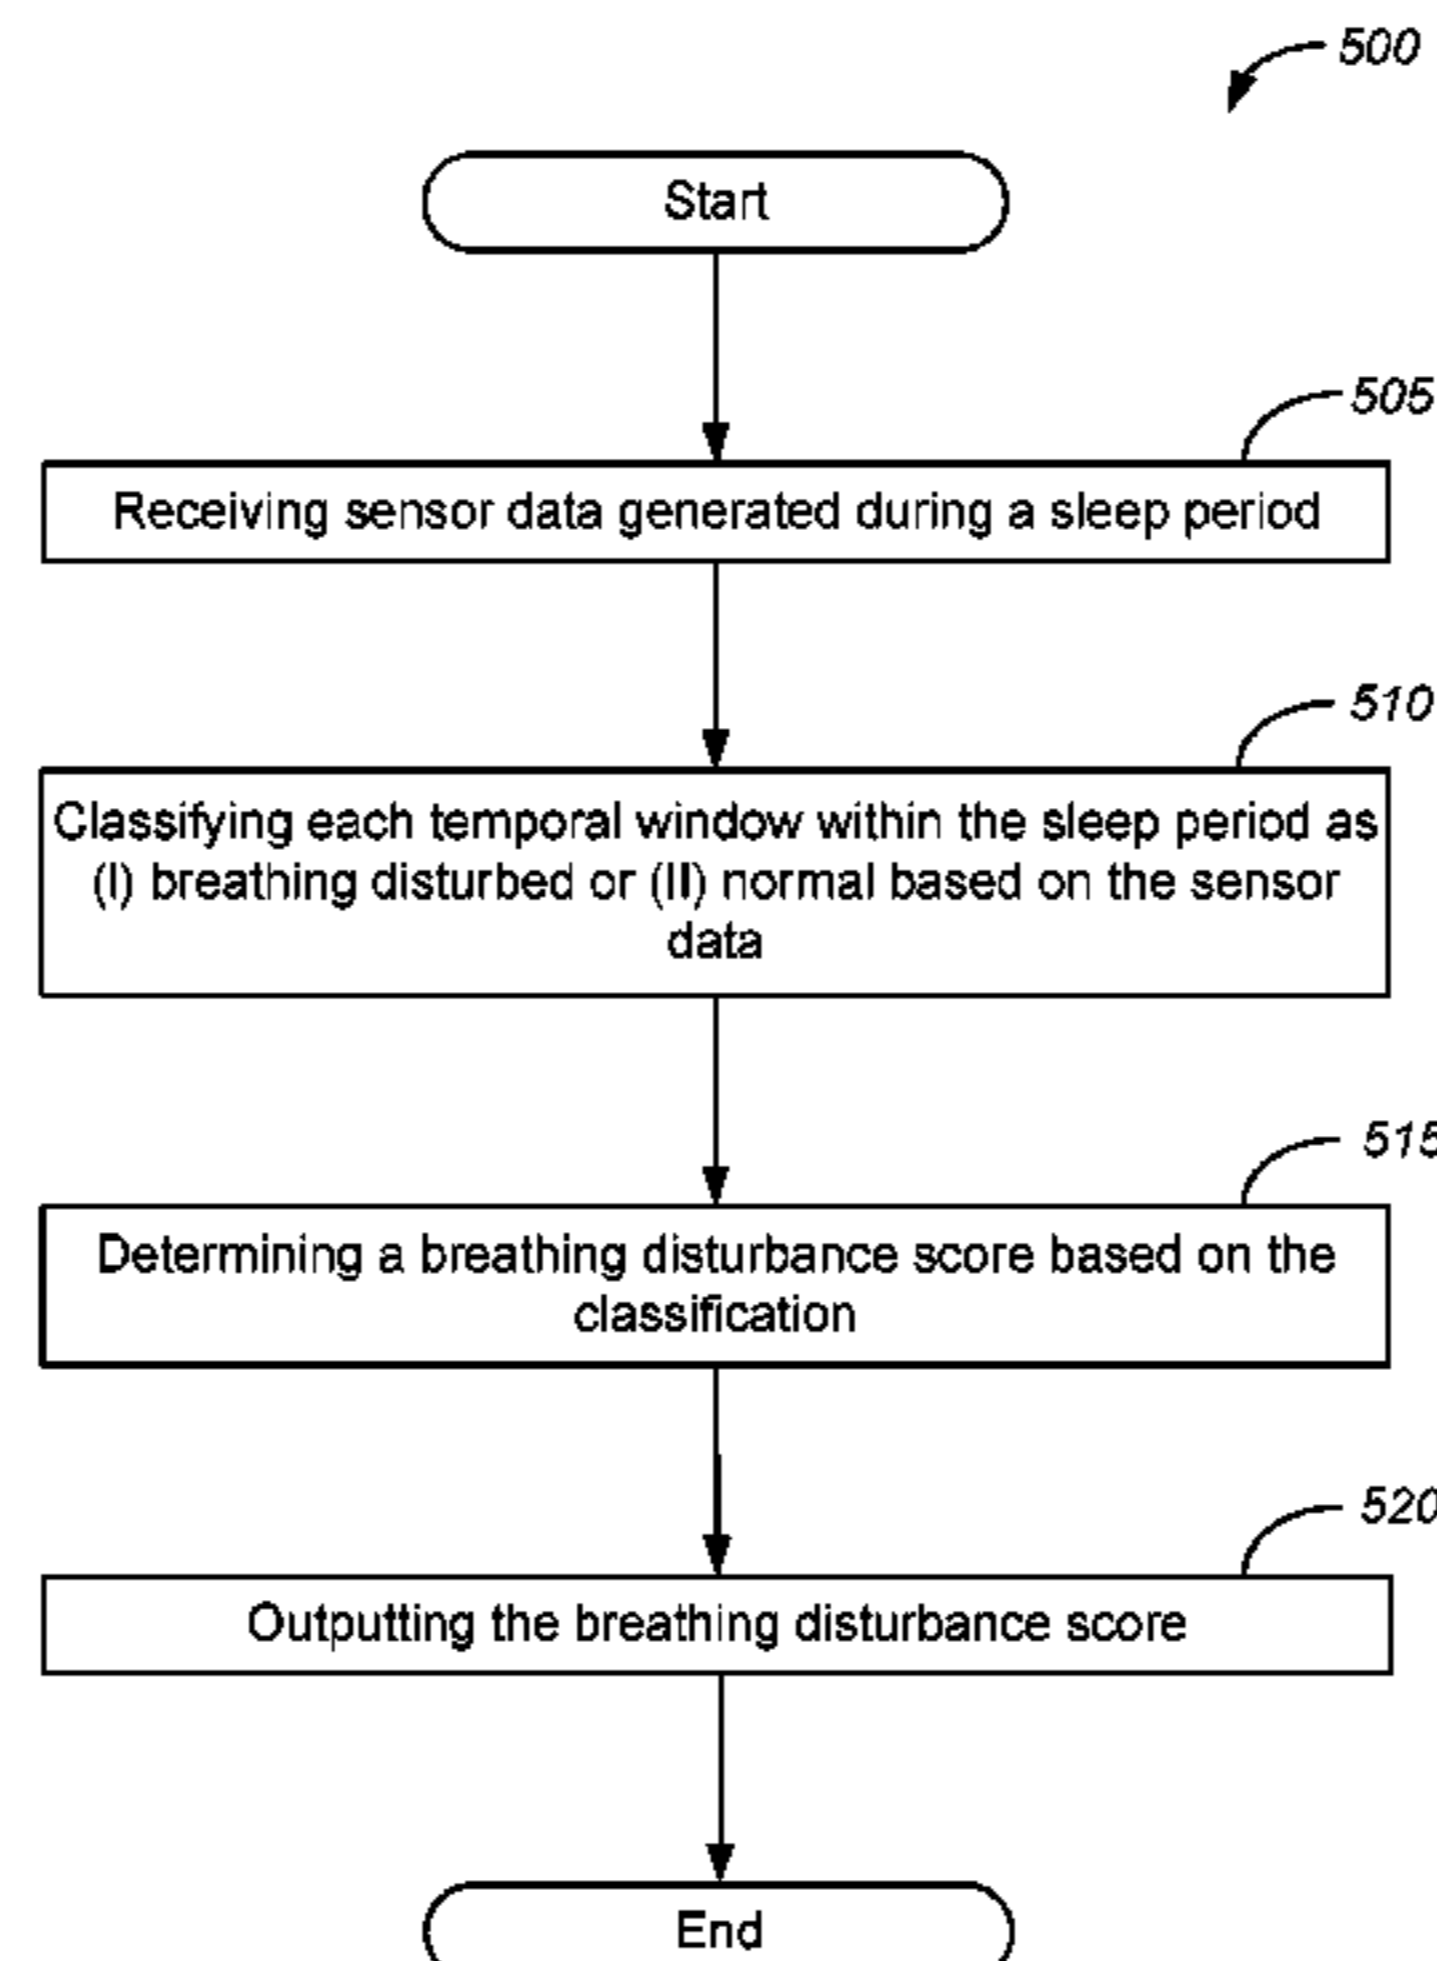 500
Start
505
Receiving sensor data generated during a sleep period
510
Classifying each temporal window within the sleep period as
(I) breathing disturbed or (II) normal based on the sensor
data
515
Determining a breathing disturbance score based on the
classification
520
Outputting the breathing disturbance score
End